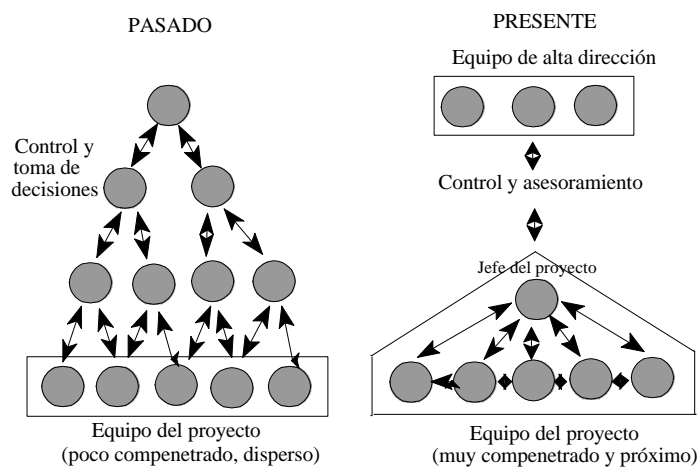 PASADO
Control y
toma de
decisiones
Equipo del proyecto
(poco compenetrado, disperso)
PRESENTE
Equipo de alta dirección
Control y asesoramiento
Jefe del proyecto
Equipo del proyecto
(muy compenetrado y próximo)